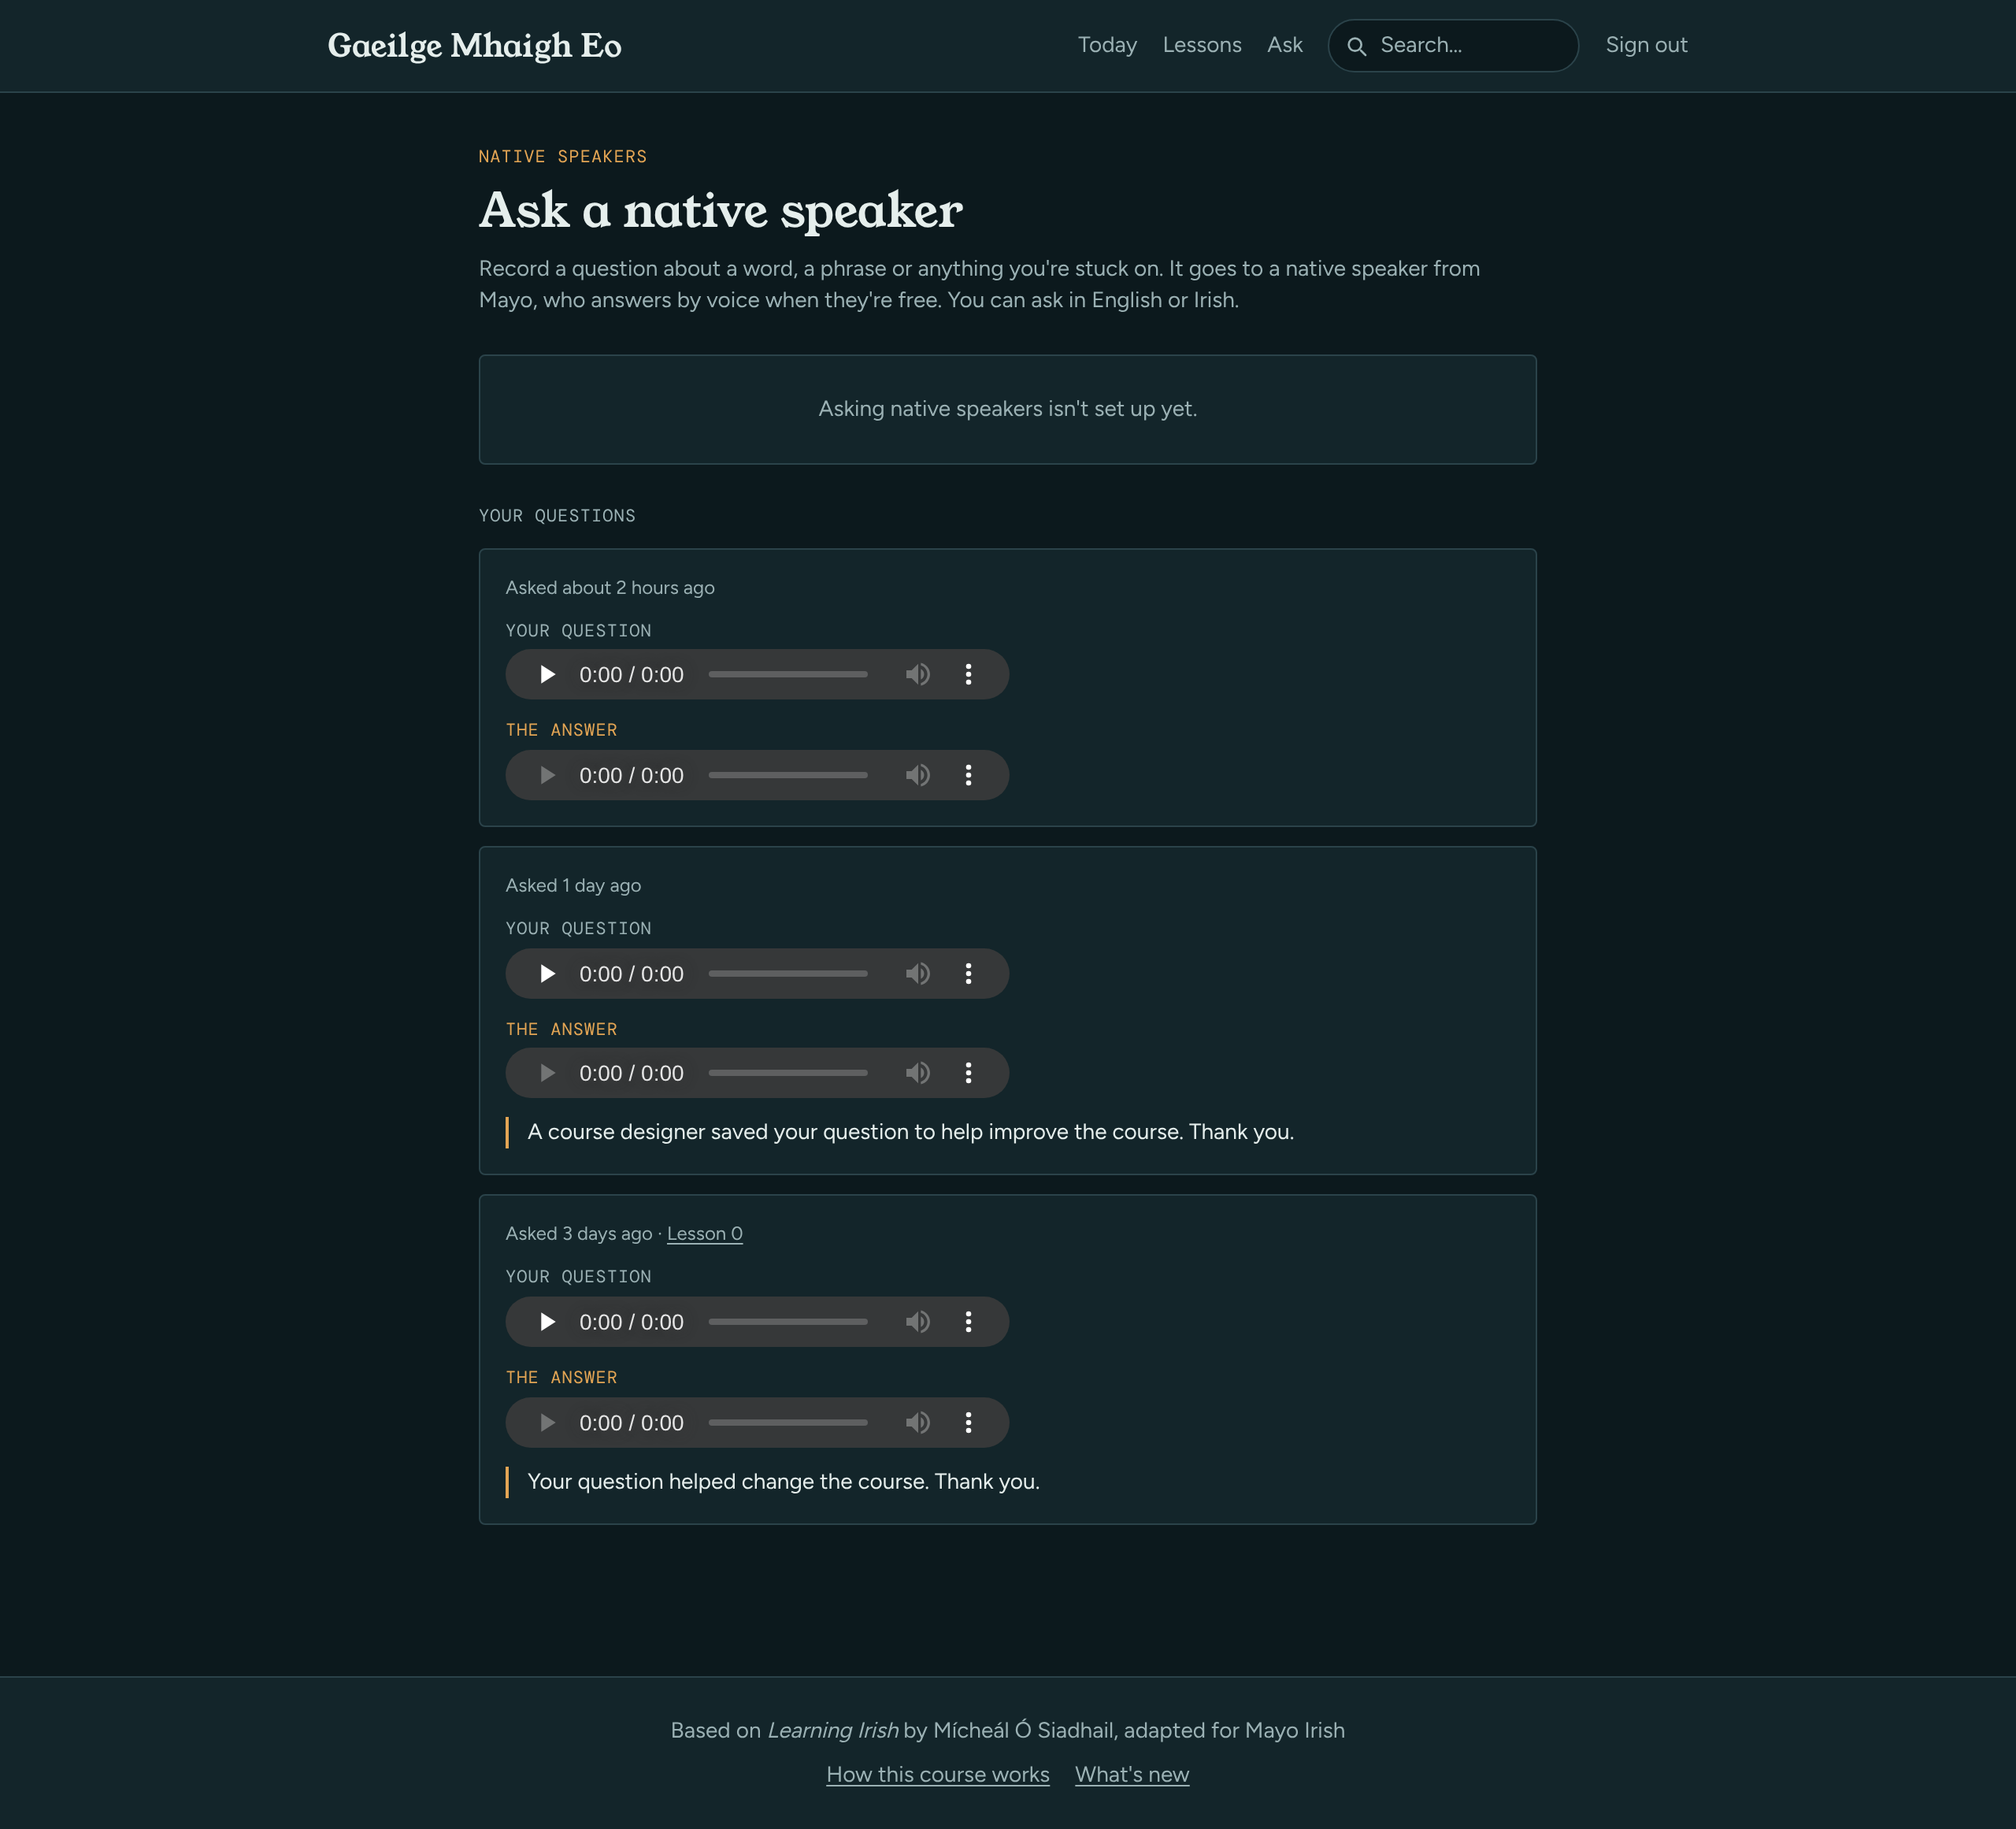 Gaeilge Mhaigh Eo
Today Lessons Ask Search... Sign out
NATIVE SPEAKERS
Ask a native speaker
Record a question about a word, a phrase or anything you're stuck on. It goes to a native speaker from
Mayo, who answers by voice when they're free. You can ask in English or Irish.
Asking native speakers isn't set up yet.
YOUR QUESTIONS
Asked about 2 hours ago
YOUR QUESTION
0:00 / 0:00
THE ANSWER
0:00 / 0:00
Asked 1 day ago
YOUR QUESTION
0:00 / 0:00
THE ANSWER
0:00 / 0:00
A course designer saved your question to help improve the course. Thank you.
Asked 3 days ago · Lesson 0
YOUR QUESTION
0:00 / 0:00
THE ANSWER
0:00 / 0:00
Your question helped change the course. Thank you.
Based on Learning Irish by Mícheál Ó Siadhail, adapted for Mayo Irish
How this course works What's new